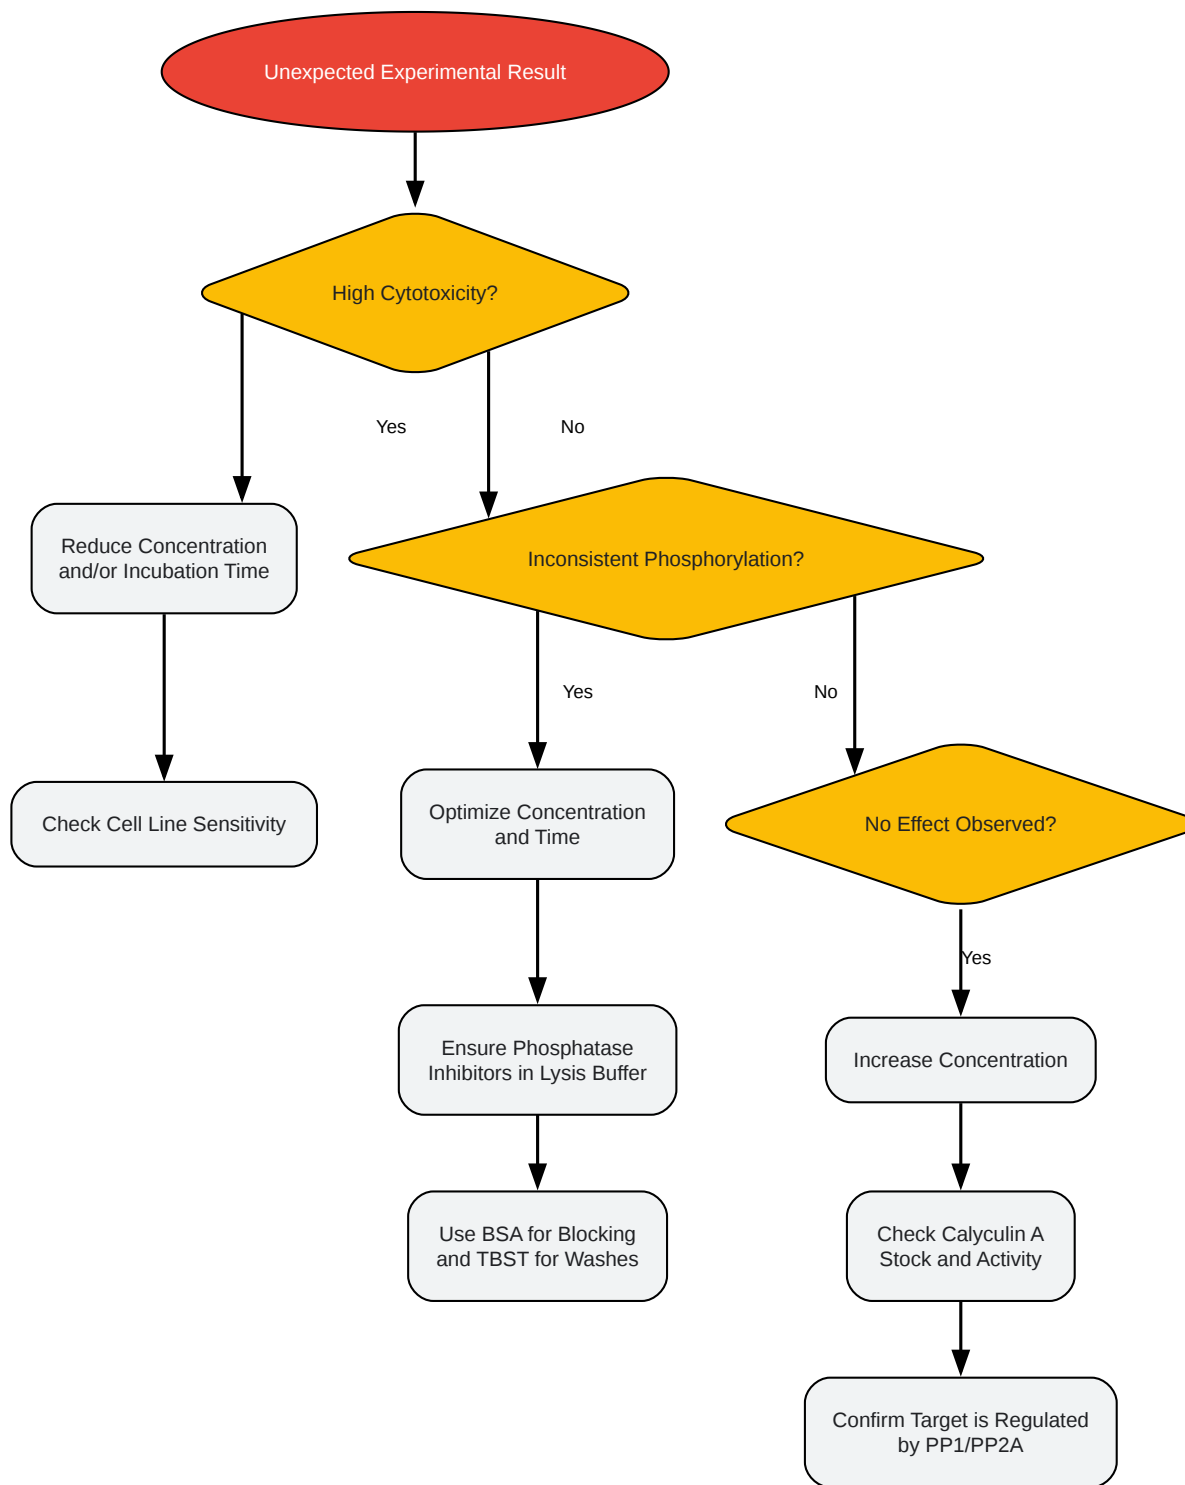 Unexpected Experimental Result
High Cytotoxicity?
Yes
No
Reduce Concentration
and/or Incubation Time
Inconsistent Phosphorylation?
Yes
No
Check Cell Line Sensitivity
Optimize Concentration
and Time
No Effect Observed?
Yes
Ensure Phosphatase
Inhibitors in Lysis Buffer
Increase Concentration
Use BSA for Blocking
and TBST for Washes
Check Calyculin A
Stock and Activity
Confirm Target is Regulated
by PP1/PP2A